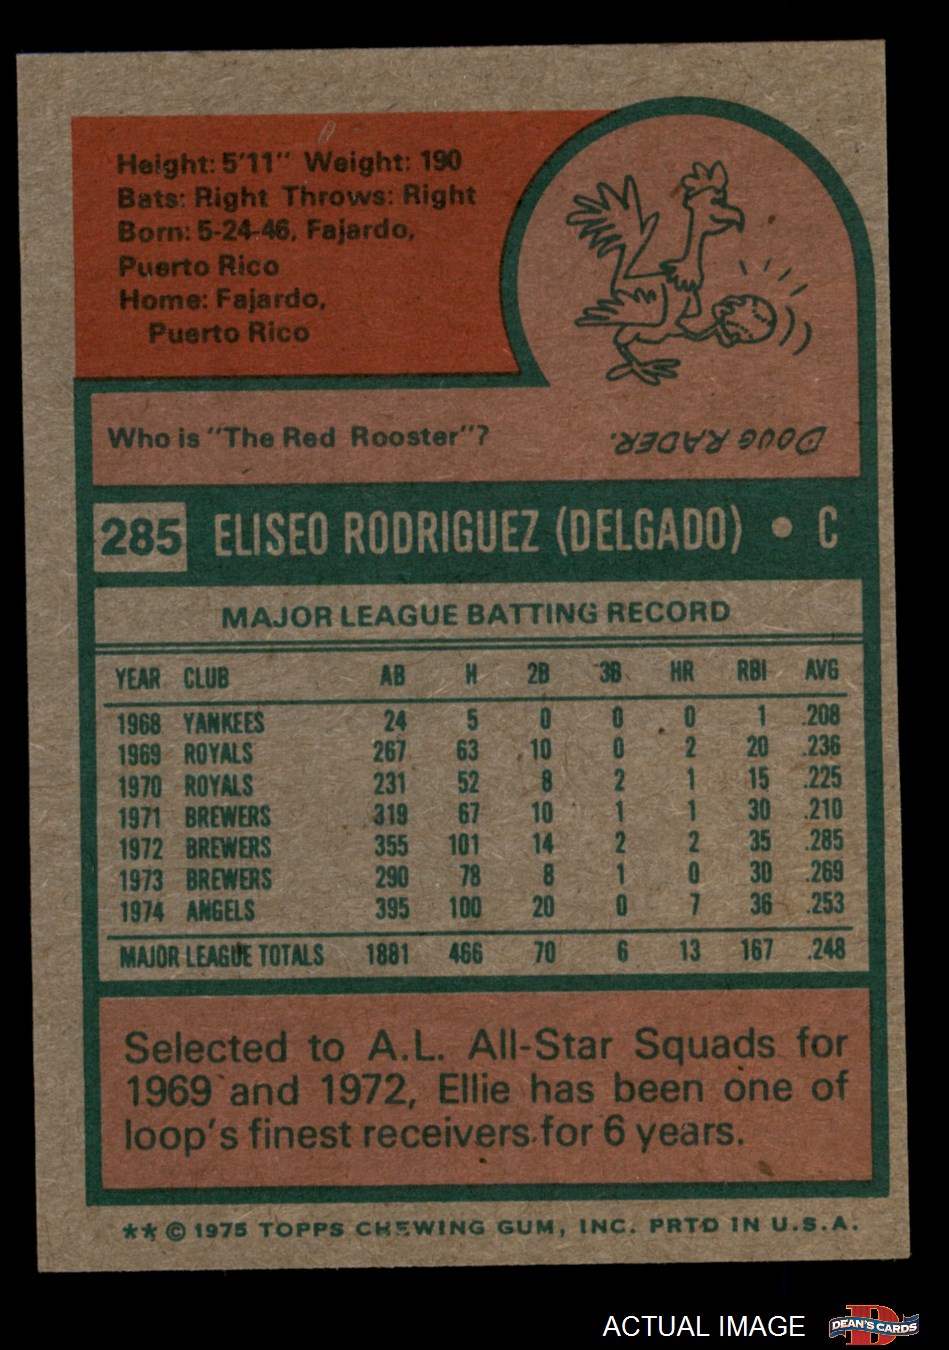 Height: 5'11" Weight: 190
Bats: Right Throws: Right
Born: 5-24-46, Fajardo,
Puerto Rico
Home: Fajardo,
Puerto Rico
Who is "The Red Rooster"?
DOUG RADER.
285 ELISEO RODRIGUEZ (DELGADO) • C
MAJOR LEAGUE BATTING RECORD
YEAR CLUB AB H 2B 3B HR RBI AVG
1968 YANKEES 24 5 0 0 0 1 .208
1969 ROYALS 267 63 10 0 2 20 .236
1970 ROYALS 231 52 8 2 1 15 .225
1971 BREWERS 319 67 10 1 1 30 .210
1972 BREWERS 355 101 14 2 2 35 .285
1973 BREWERS 290 78 8 1 0 30 .269
1974 ANGELS 395 100 20 0 7 36 .253
MAJOR LEAGUE TOTALS 1881 466 70 6 13 167 .248
Selected to A.L. All-Star Squads for
1969 and 1972, Ellie has been one of
loop's finest receivers for 6 years.
** © 1975 TOPPS CHEWING GUM, INC. PRTD IN U.S.A.
ACTUAL IMAGE
D
DEAN'S CARDS